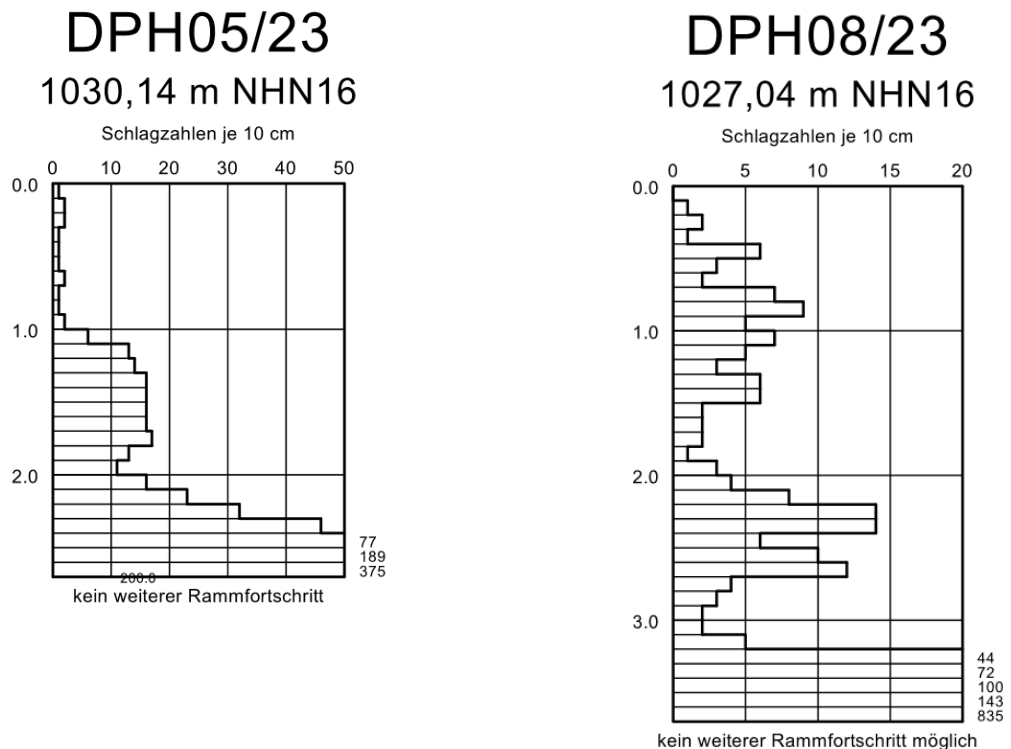 DPH05/23
1030,14 m NHN16
Schlagzahlen je 10 cm
0 10 20 30 40 50
0.0
1.0
2.0
77
189
375
200.0
kein weiterer Rammfortschritt
DPH08/23
1027,04 m NHN16
Schlagzahlen je 10 cm
0 5 10 15 20
0.0
1.0
2.0
3.0
44
72
100
143
835
kein weiterer Rammfortschritt möglich